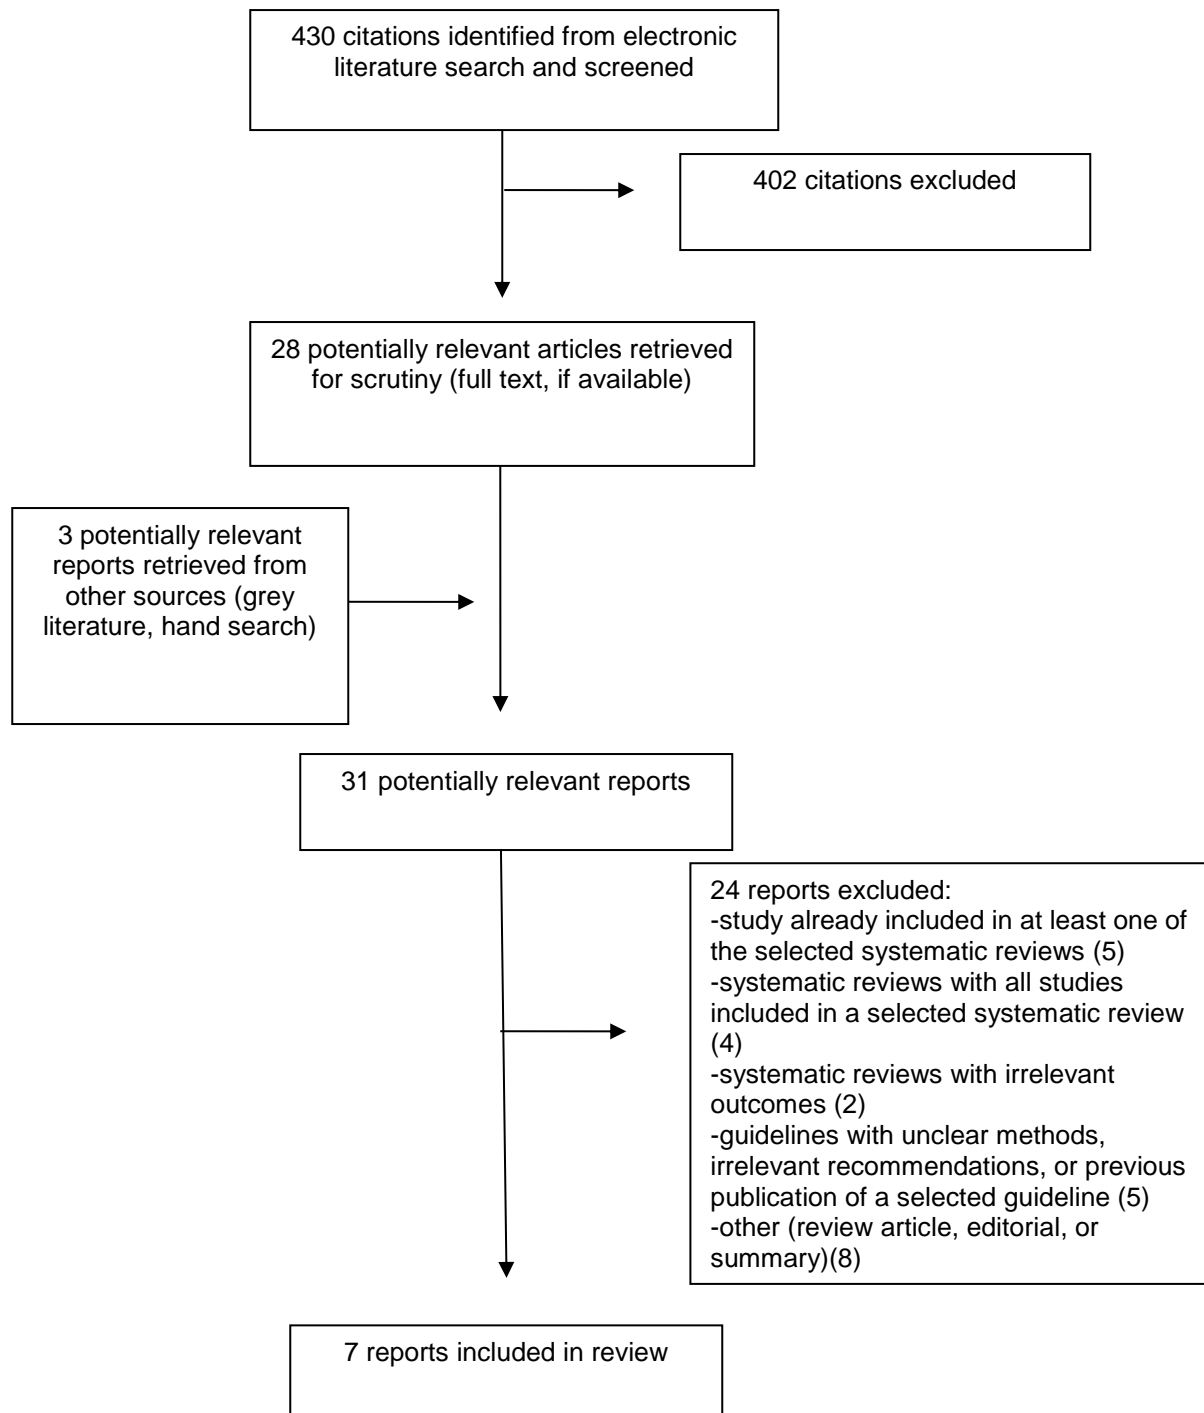 430 citations identified from electronic
literature search and screened
402 citations excluded
28 potentially relevant articles retrieved
for scrutiny (full text, if available)
3 potentially relevant
reports retrieved from
other sources (grey
literature, hand search)
31 potentially relevant reports
24 reports excluded:
-study already included in at least one of
the selected systematic reviews (5)
-systematic reviews with all studies
included in a selected systematic review
(4)
-systematic reviews with irrelevant
outcomes (2)
-guidelines with unclear methods,
irrelevant recommendations, or previous
publication of a selected guideline (5)
-other (review article, editorial, or
summary)(8)
7 reports included in review